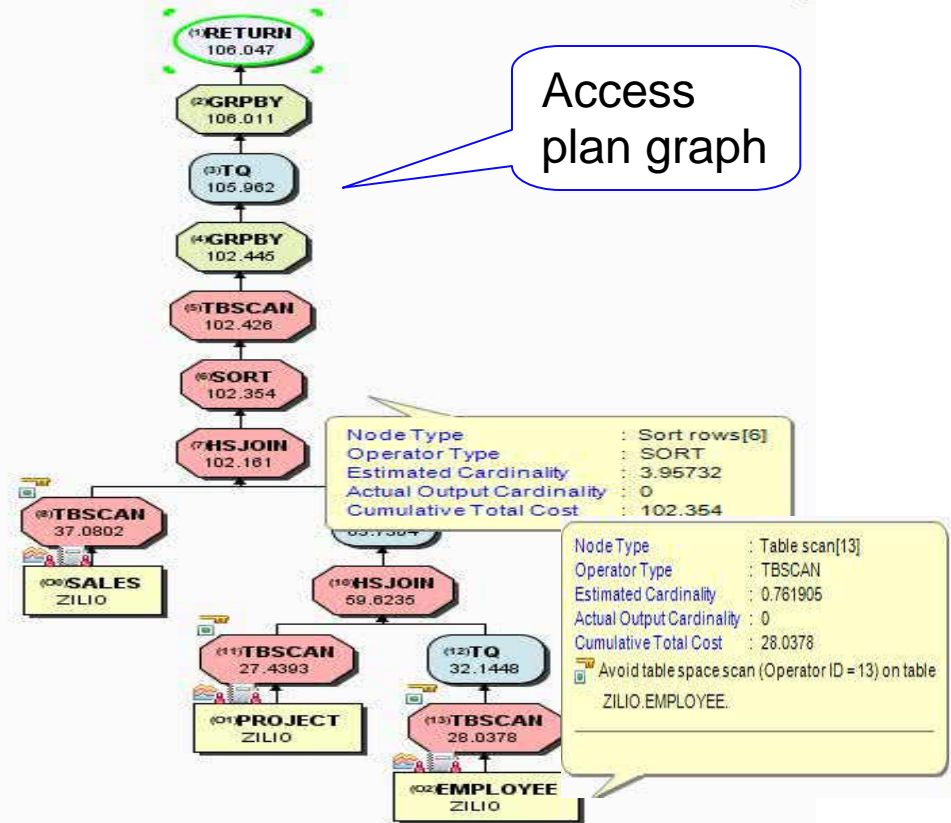 (1)RETURN
106.047
Access
plan graph
(2)GRPBY
106.011
(3)TQ
105.962
(4)GRPBY
102.445
(5)TBSCAN
102.426
(6)SORT
102.354
(7)HSJOIN
102.161
Node Type : Sort rows[6]
Operator Type : SORT
Estimated Cardinality : 3.95732
Actual Output Cardinality : 0
Cumulative Total Cost : 102.354
(8)TBSCAN
37.0802
(O0)SALES
ZILIO
(10)HSJOIN
59.6235
(11)TBSCAN
27.4393
(12)TQ
32.1448
(O1)PROJECT
ZILIO
(13)TBSCAN
28.0378
(O2)EMPLOYEE
ZILIO
Node Type : Table scan[13]
Operator Type : TBSCAN
Estimated Cardinality : 0.761905
Actual Output Cardinality : 0
Cumulative Total Cost : 28.0378
Avoid table space scan (Operator ID = 13) on table
ZILIO.EMPLOYEE.